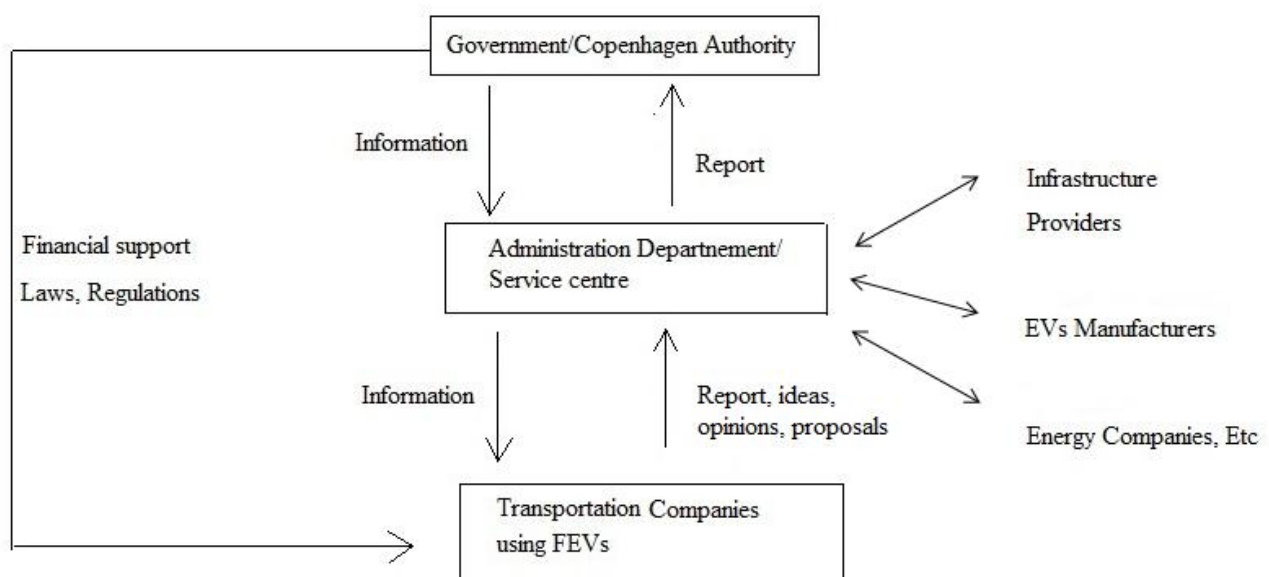 Government/Copenhagen Authority
Information
Report
Infrastructure
Providers
Administration Departnement/
Service centre
Financial support
Laws, Regulations
EVs Manufacturers
Information
Report, ideas,
opinions, proposals
Energy Companies, Etc
Transportation Companies
using FEVs